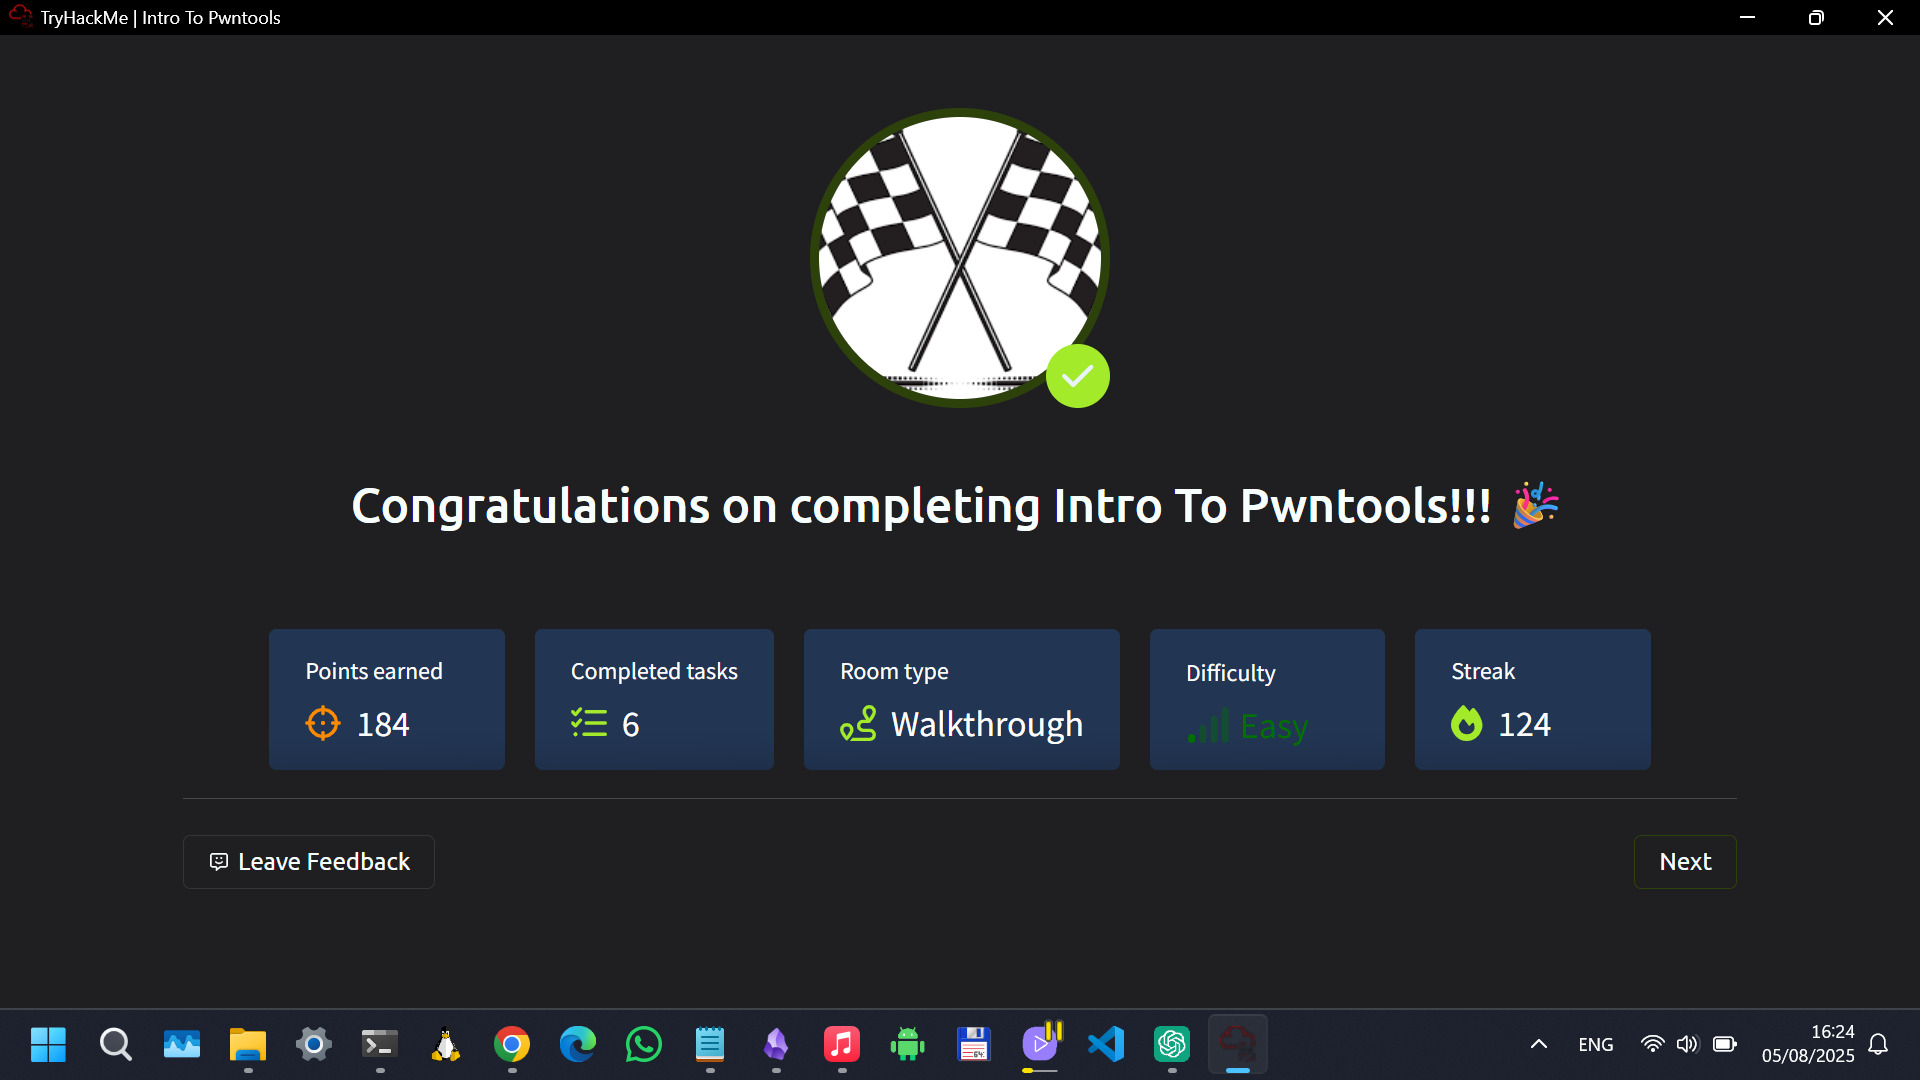 TryHackMe | Intro To Pwntools
Congratulations on completing Intro To Pwntools!!! 🎉
Points earned
184
Completed tasks
6
Room type
Walkthrough
Difficulty
Easy
Streak
124
Leave Feedback
Next
64
ENG
16:24
05/08/2025